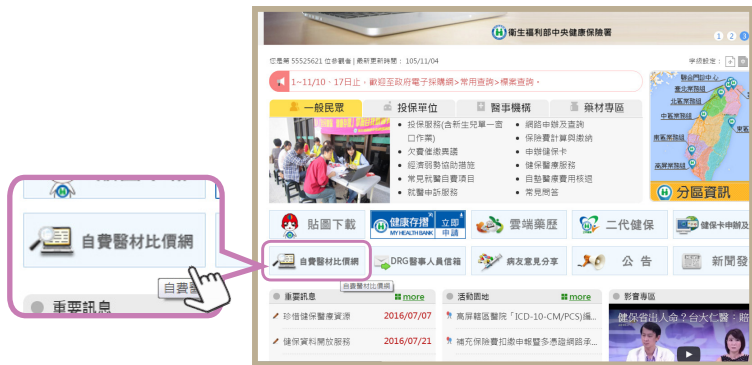 衛生福利部中央健康保險署
1 2 3
您是第 55525621 位參觀者 | 最新更新時間： 105/11/04
字級設定：
1~11/10、17日止，歡迎至政府電子採購網>常用查詢>標案查詢。
一般民眾
投保單位
醫事機構
藥材專區
• 投保服務(含新生兒單一窗口作業)
• 欠費催繳異議
• 經濟弱勢協助措施
• 常見就醫自費項目
• 就醫申訴服務
• 網路申辦及查詢
• 保險費計算與繳納
• 申辦健保卡
• 健保醫療服務
• 自墊醫療費用核退
• 常見問答
聯合門診中心
臺北業務組
北區業務組
中區業務組
南區業務組
高屏業務組
東區
分區資訊
貼圖下載
健康存摺
MY HEALTH BANK
立即
申請
雲端藥歷
二代健保
健保卡申辦及
自費醫材比價網
DRG醫事人員信箱
病友意見分享
公 告
新聞發
自費醫材比價網
重要訊息
more
珍惜健保醫療資源 2016/07/07
健保資料開放服務 2016/07/21
活動園地
more
高屏轄區醫院「ICD-10-CM/PCS)編...
補充保險費扣繳申報暨多憑證網路承...
影音專區
健保省出人命？台大仁醫：賠
自費醫材比價網
自費
重要訊息